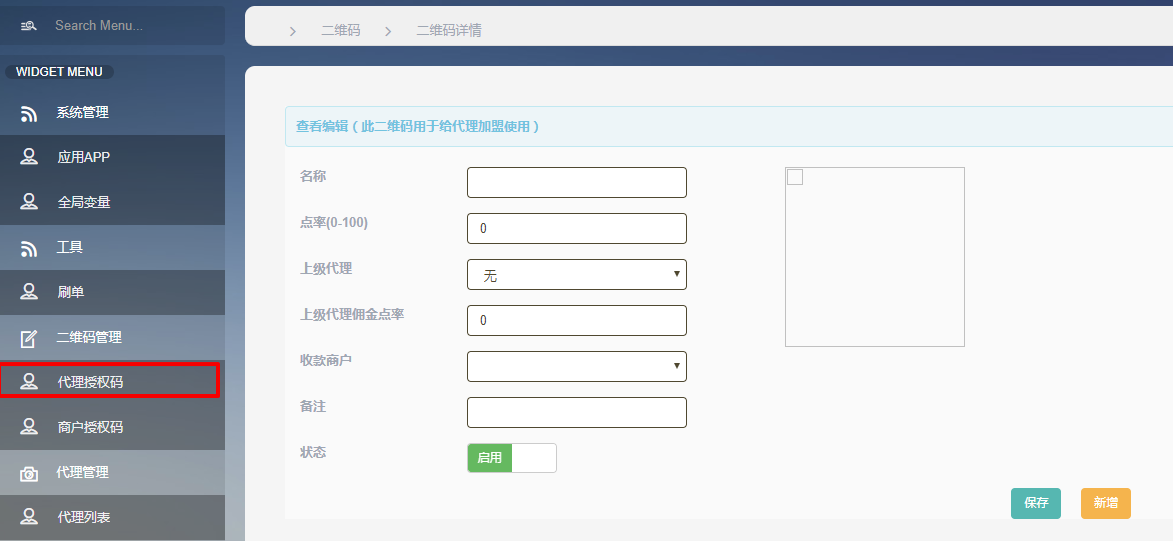 Search Menu...
WIDGET MENU
系统管理
应用APP
全局变量
工具
刷单
二维码管理
代理授权码
商户授权码
代理管理
代理列表
二维码
二维码详情
查看编辑（此二维码用于给代理加盟使用）
名称
点率(0-100)
0
上级代理
无
上级代理佣金点率
0
收款商户
备注
状态
启用
保存
新增